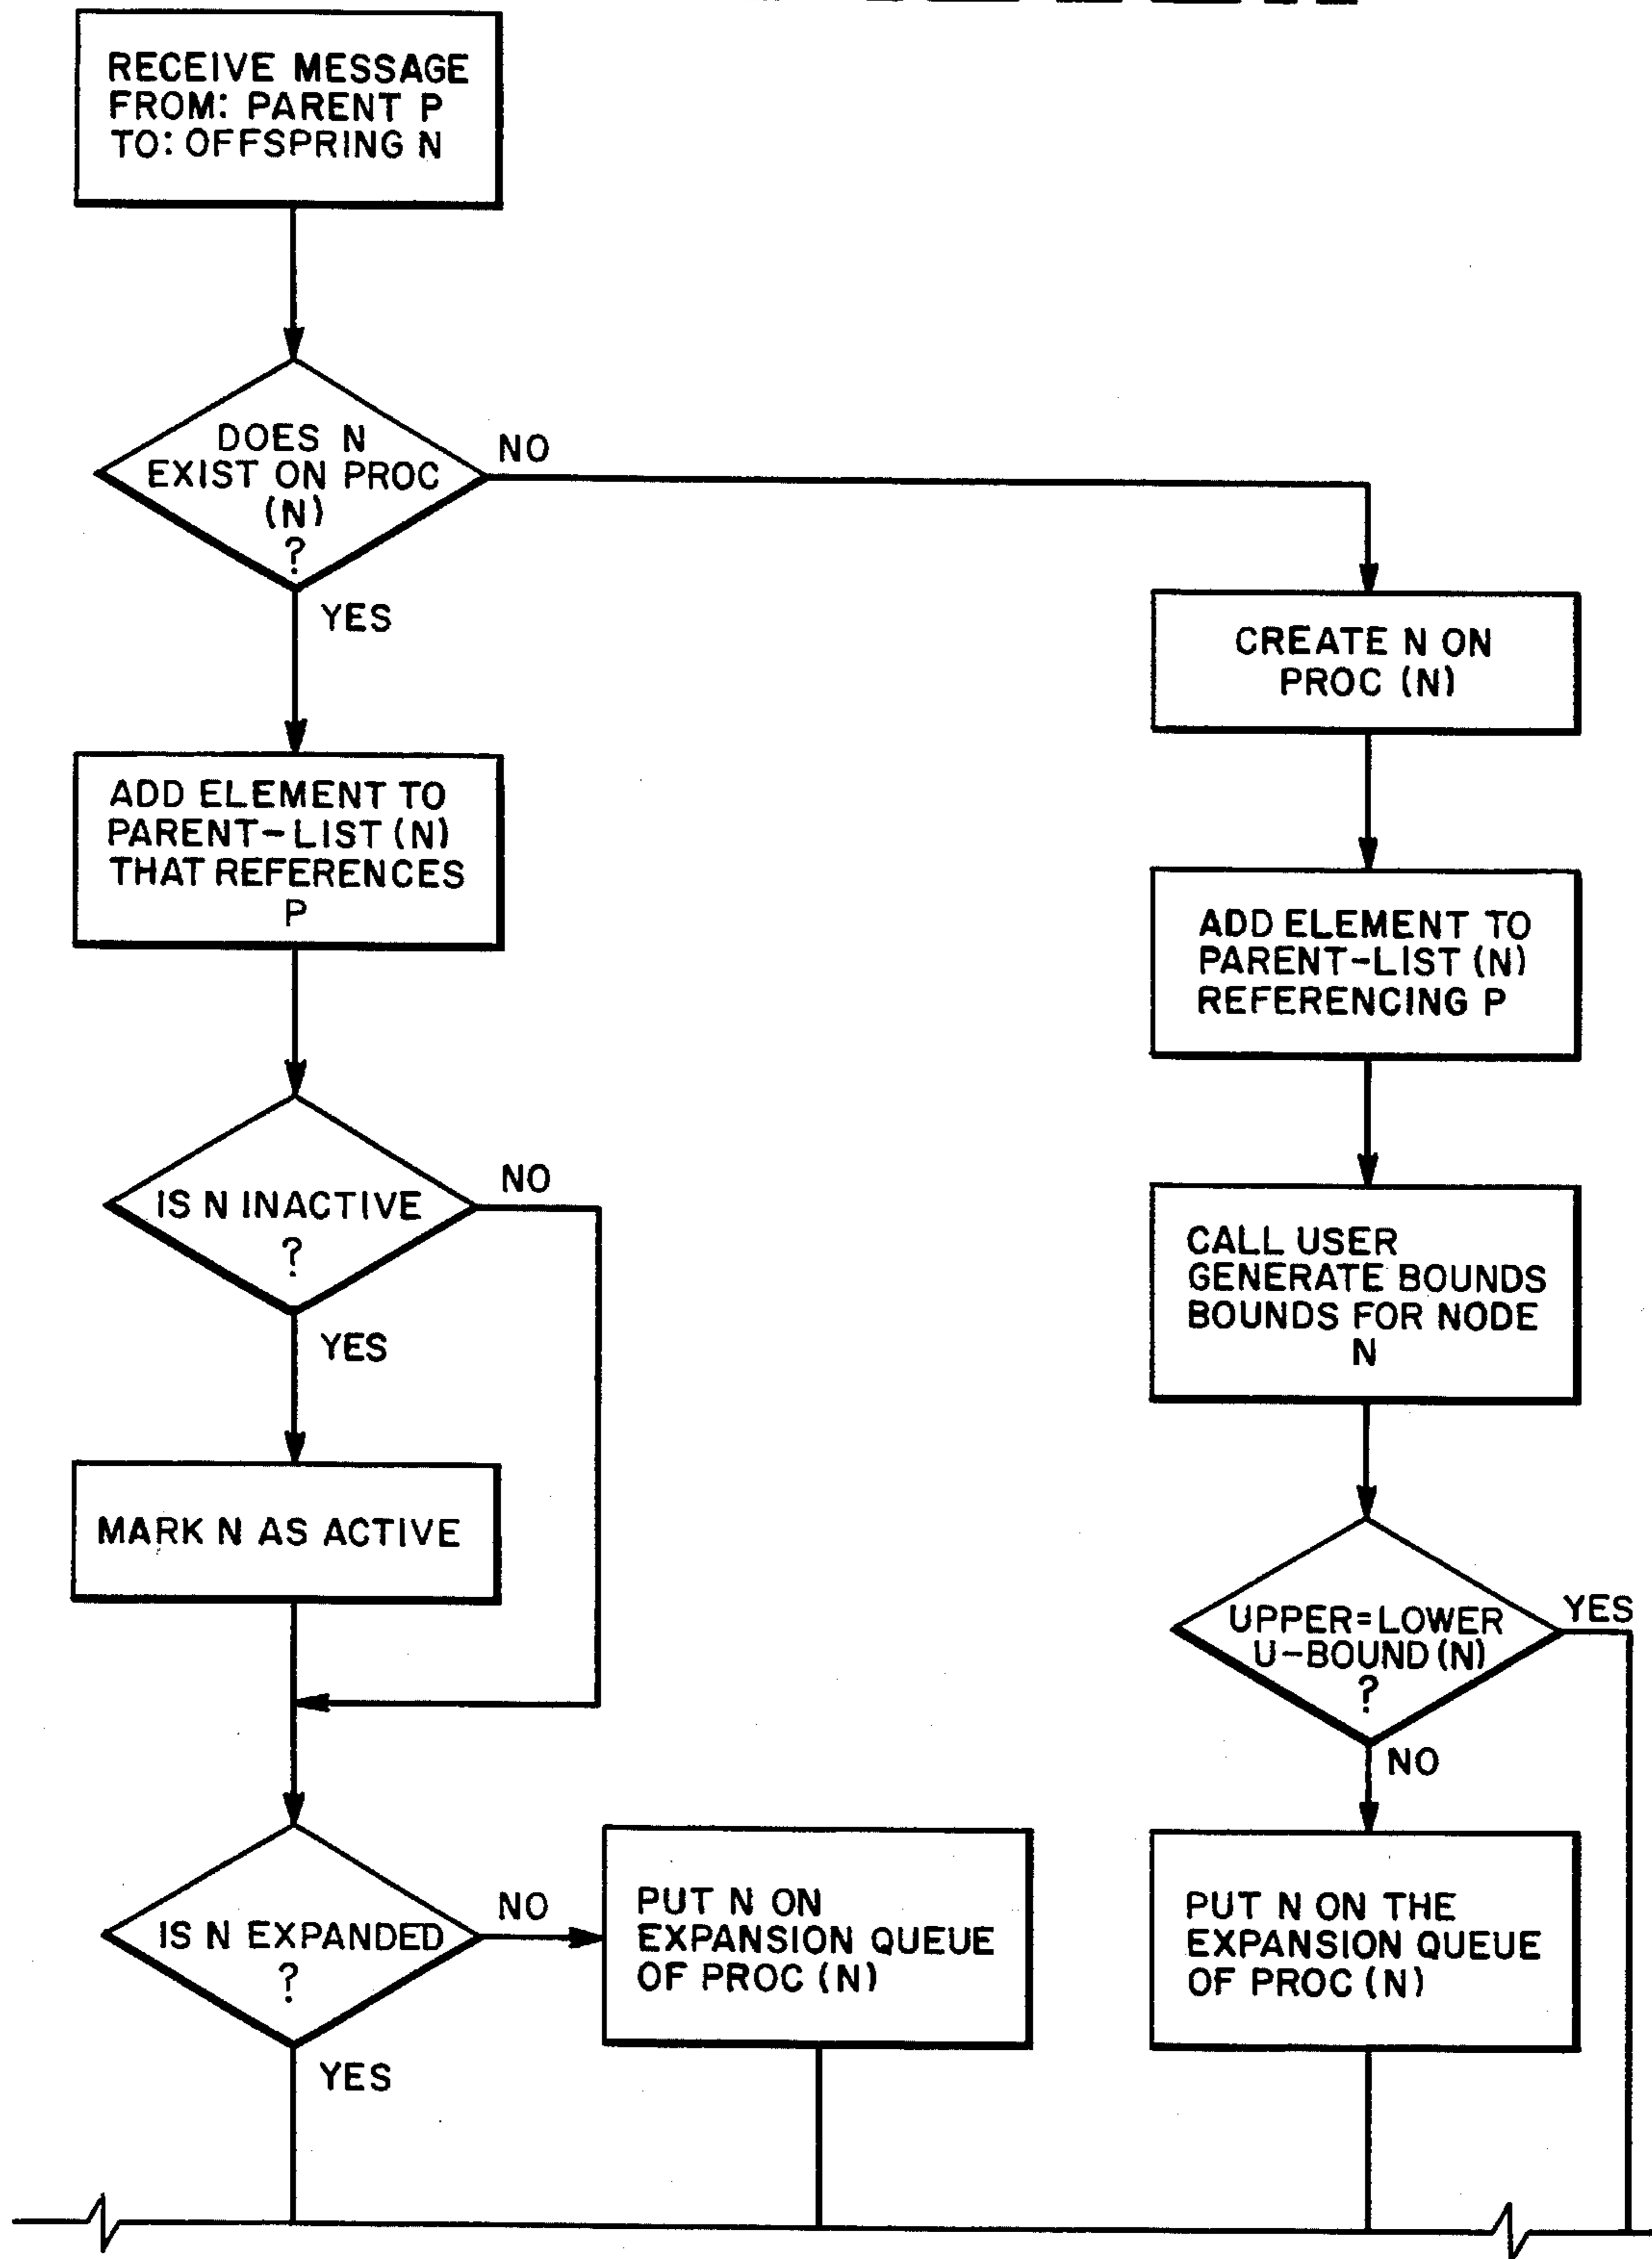 RECEIVE MESSAGE
FROM: PARENT P
TO: OFFSPRING N
DOES N
EXIST ON PROC
(N)
?
NO
YES
CREATE N ON
PROC (N)
ADD ELEMENT TO
PARENT-LIST (N)
THAT REFERENCES
P
ADD ELEMENT TO
PARENT-LIST (N)
REFERENCING P
IS N INACTIVE
?
NO
YES
CALL USER
GENERATE BOUNDS
BOUNDS FOR NODE
N
MARK N AS ACTIVE
UPPER=LOWER
U-BOUND (N)
?
YES
NO
IS N EXPANDED
?
NO
YES
PUT N ON
EXPANSION QUEUE
OF PROC (N)
PUT N ON THE
EXPANSION QUEUE
OF PROC (N)